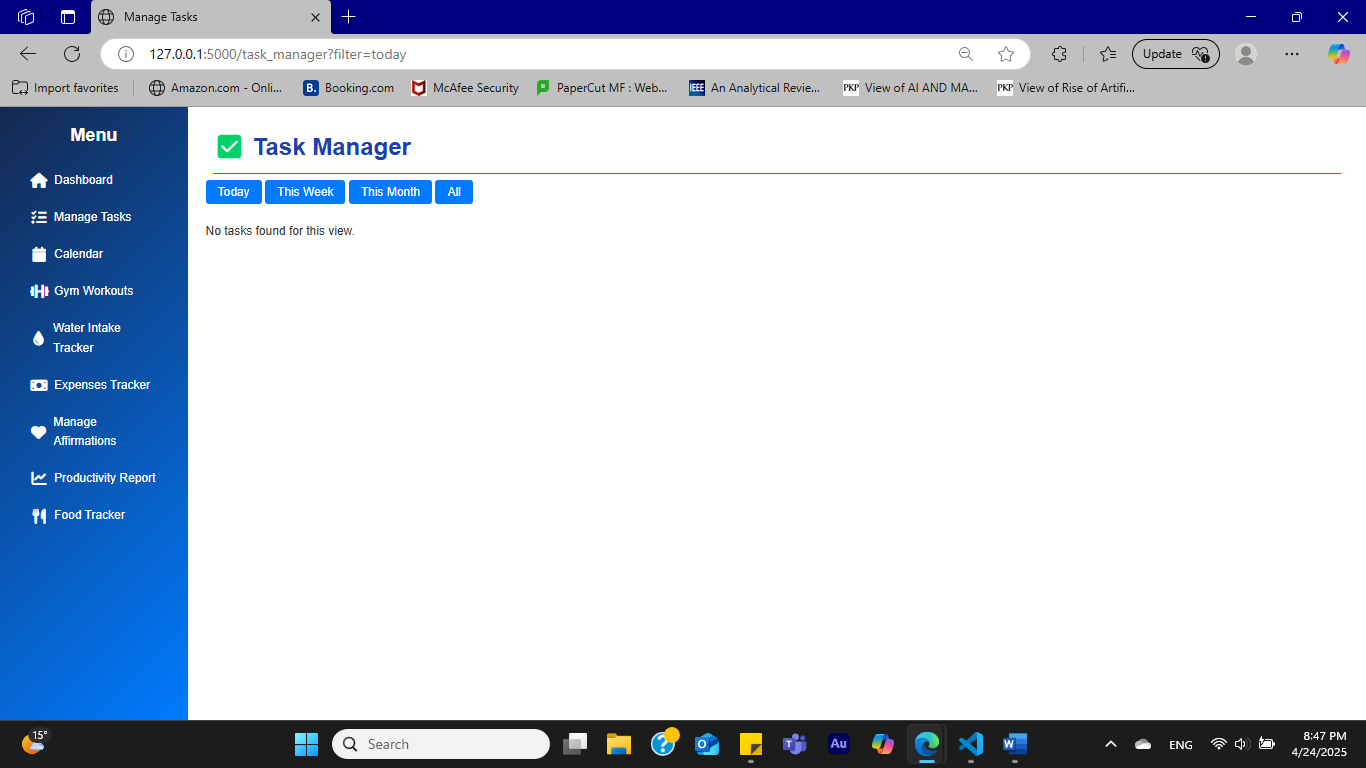 Manage Tasks
127.0.0.1:5000/task_manager?filter=today
Update
Import favorites
Amazon.com - Onli...
B. Booking.com
McAfee Security
PaperCut MF : Web...
IEEE An Analytical Revie...
PKP View of AI AND MA...
PKP View of Rise of Artifi...
Menu
Dashboard
Manage Tasks
Calendar
Gym Workouts
Water Intake
Tracker
Expenses Tracker
Manage
Affirmations
Productivity Report
Food Tracker
Task Manager
Today
This Week
This Month
All
No tasks found for this view.
15°
Search
Au
W
ENG
8:47 PM
4/24/2025